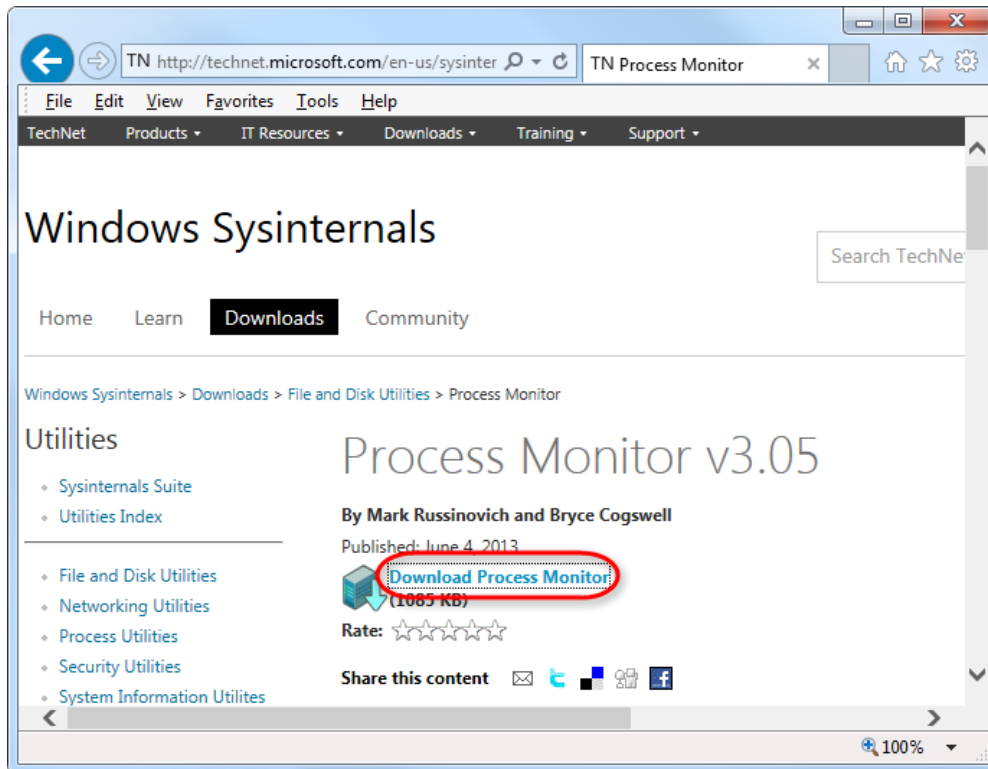 TN http://technet.microsoft.com/en-us/sysinter
TN Process Monitor
File Edit View Favorites Tools Help
TechNet Products IT Resources Downloads Training Support
Windows Sysinternals
Search TechNe
Home Learn Downloads Community
Windows Sysinternals > Downloads > File and Disk Utilities > Process Monitor
Utilities
Sysinternals Suite
Utilities Index
File and Disk Utilities
Networking Utilities
Process Utilities
Security Utilities
System Information Utilites
Process Monitor v3.05
By Mark Russinovich and Bryce Cogswell
Published: June 4, 2013
Download Process Monitor
(1085 KB)
Rate:
Share this content
100%